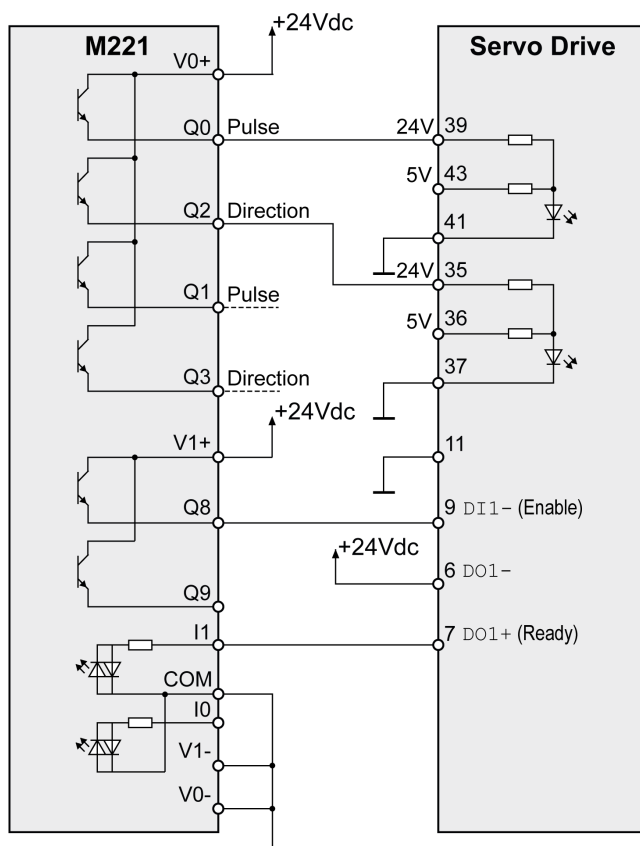 M221
+24Vdc
Servo Drive
V0+
Q0 Pulse
24V 39
5V 43
Q2 Direction
41
24V 35
Q1 Pulse
5V 36
37
Q3 Direction
+24Vdc
V1+
11
Q8
9 DI1- (Enable)
+24Vdc
6 DO1-
Q9
I1
7 DO1+ (Ready)
COM
I0
V1-
V0-